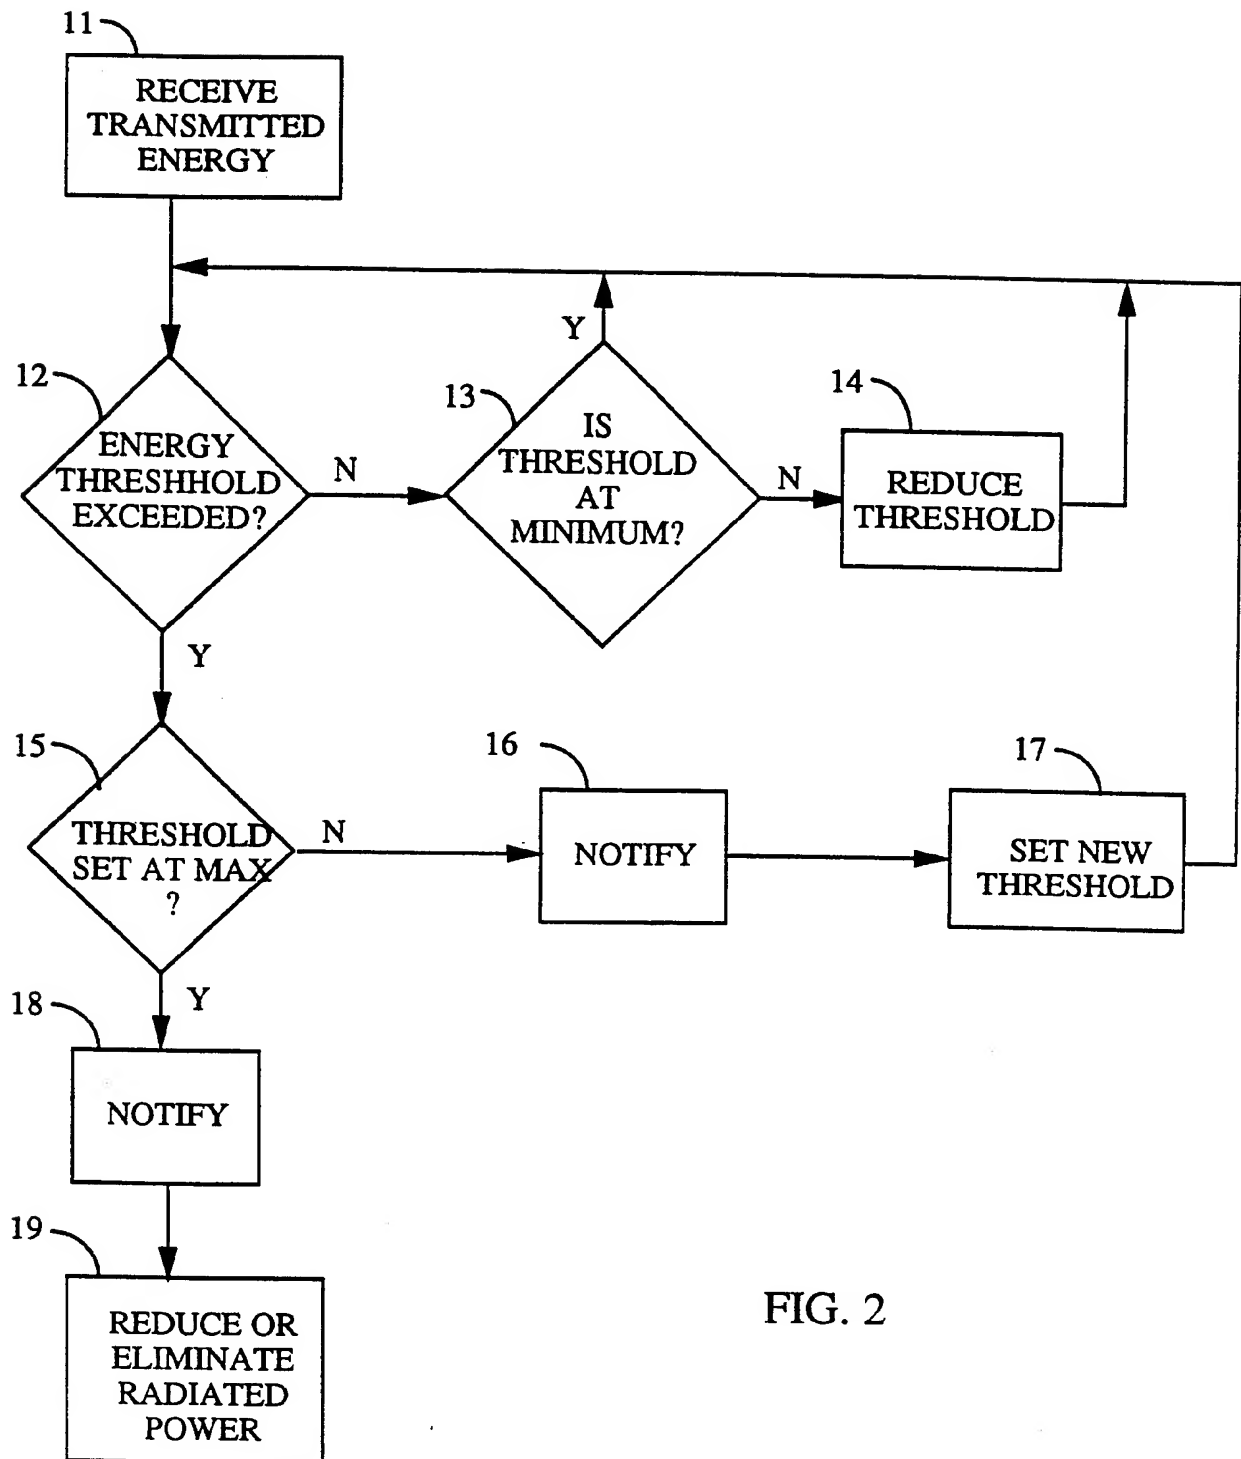 11
RECEIVE
TRANSMITTED
ENERGY
12
ENERGY
THRESHHOLD
EXCEEDED?
N
Y
13
IS
THRESHOLD
AT
MINIMUM?
Y
N
14
REDUCE
THRESHOLD
15
THRESHOLD
SET AT MAX
?
N
Y
16
NOTIFY
17
SET NEW
THRESHOLD
18
NOTIFY
19
REDUCE OR
ELIMINATE
RADIATED
POWER
FIG. 2